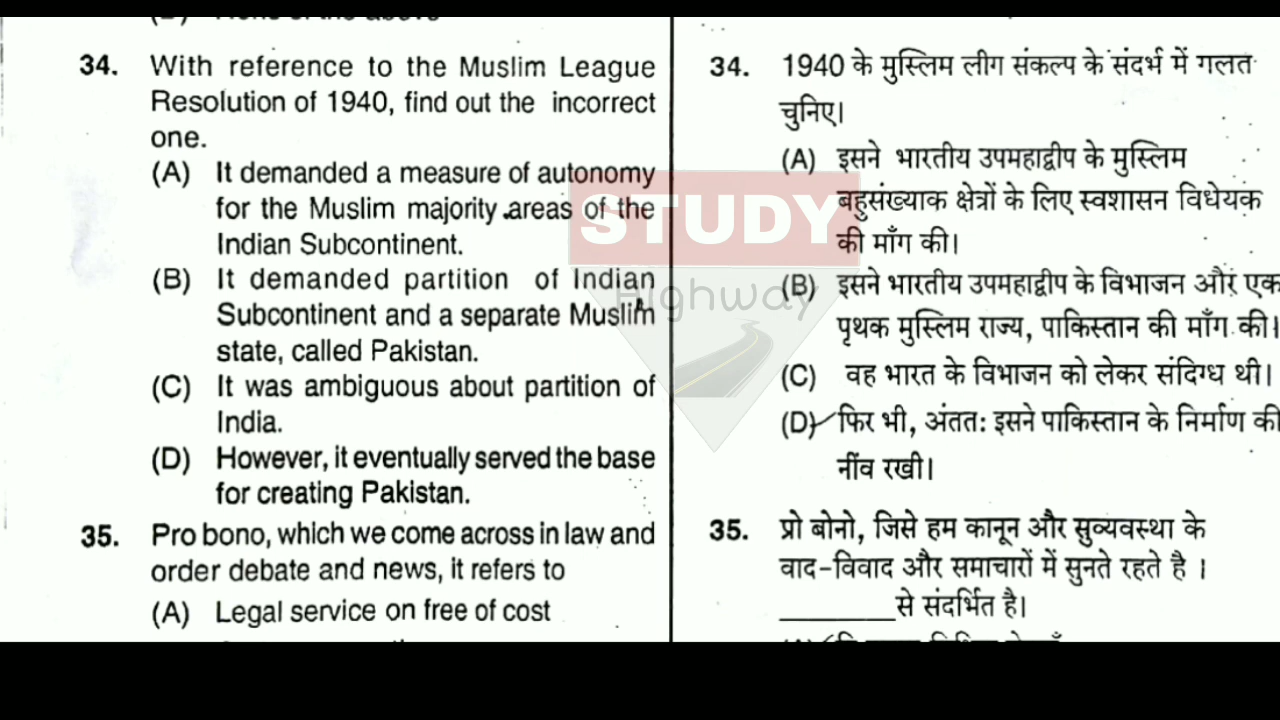 34. With reference to the Muslim League
Resolution of 1940, find out the incorrect
one.
(A) It demanded a measure of autonomy
for the Muslim majority areas of the
Indian Subcontinent.
(B) It demanded partition of Indian
Subcontinent and a separate Muslim
state, called Pakistan.
(C) It was ambiguous about partition of
India.
(D) However, it eventually served the base
for creating Pakistan.
35. Pro bono, which we come across in law and
order debate and news, it refers to
(A) Legal service on free of cost
34. 1940 के मुस्लिम लीग संकल्प के संदर्भ में गलत
चुनिए।
(A) इसने भारतीय उपमहाद्वीप के मुस्लिम
बहुसंख्याक क्षेत्रों के लिए स्वशासन विधेयक
की माँग की।
(B) इसने भारतीय उपमहाद्वीप के विभाजन और एक
पृथक मुस्लिम राज्य, पाकिस्तान की माँग की।
(C) वह भारत के विभाजन को लेकर संदिग्ध थी।
(D) फिर भी, अंततः इसने पाकिस्तान के निर्माण की
नींव रखी।
35. प्रो बोनो, जिसे हम कानून और सुव्यवस्था के
वाद-विवाद और समाचारों में सुनते रहते है ।
________से संदर्भित है।
STUDY
Highway